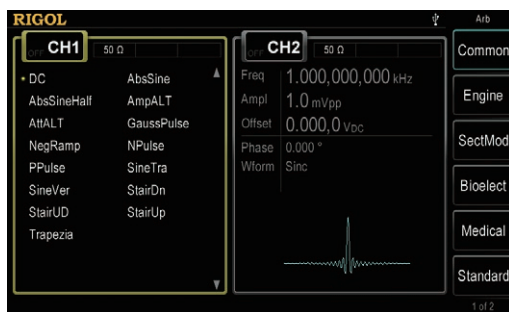 RIGOL
Arb
OFF CH1 50 Ω
OFF CH2 50 Ω
DC AbsSine
AbsSineHalf AmpALT
AttALT GaussPulse
NegRamp NPulse
PPulse SineTra
SineVer StairDn
StairUD StairUp
Trapezia
Freq 1.000,000,000 kHz
Ampl 1.0 mVpp
Offset 0.000,0 VDC
Phase 0.000 °
Wform Sinc
Common
Engine
SectMod
Bioelect
Medical
Standard
1 of 2